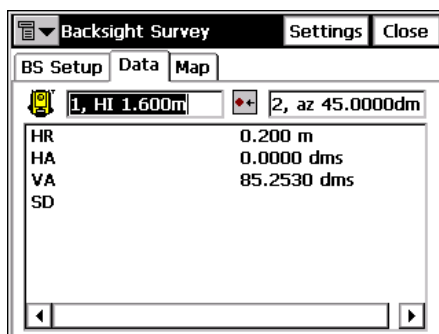 Backsight Survey Settings Close
BS Setup Data Map
1, HI 1.600m 2, az 45.0000dm
HR 0.200 m
HA 0.0000 dms
VA 85.2530 dms
SD